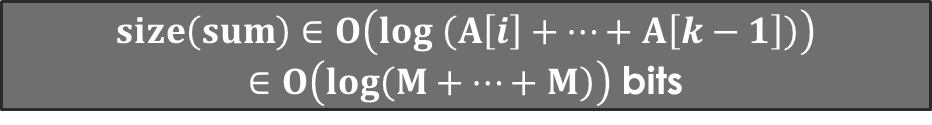 size(sum) ∈ O(log (A[i] + ⋯ + A[k − 1]))
∈ O(log(M + ⋯ + M)) bits